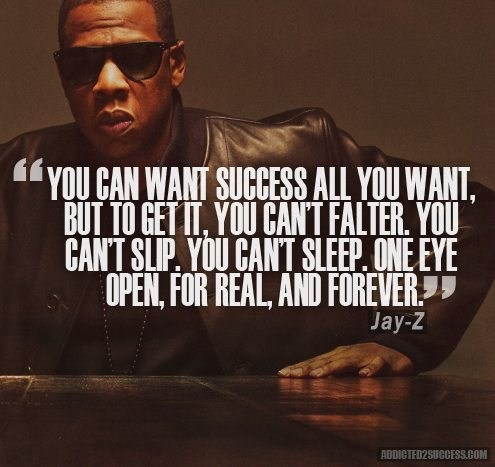 “YOU CAN WANT SUCCESS ALL YOU WANT,
BUT TO GET IT, YOU CAN'T FALTER. YOU
CAN'T SLIP. YOU CAN'T SLEEP. ONE EYE
OPEN, FOR REAL, AND FOREVER.”
Jay-Z
ADDICTED2SUCCESS.COM